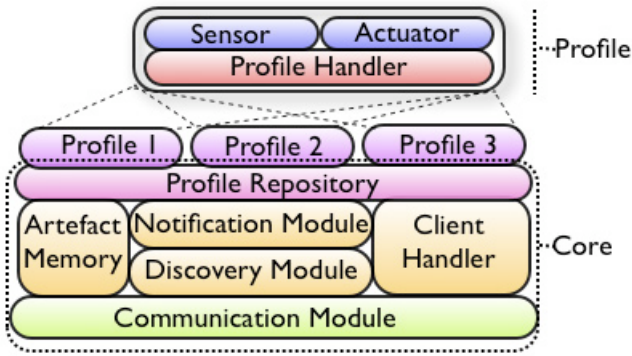 Sensor Actuator
Profile Handler
Profile
Profile 1 Profile 2 Profile 3
Profile Repository
Artefact Memory
Notification Module
Discovery Module
Client Handler
Core
Communication Module